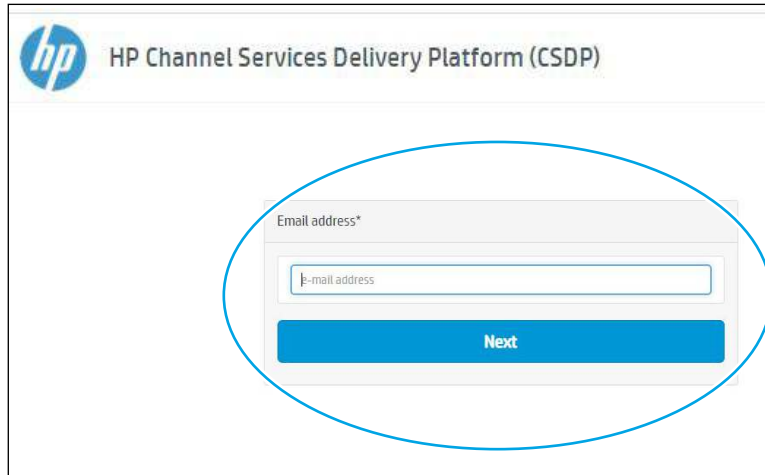 hp
HP Channel Services Delivery Platform (CSDP)
Email address*
e-mail address
Next